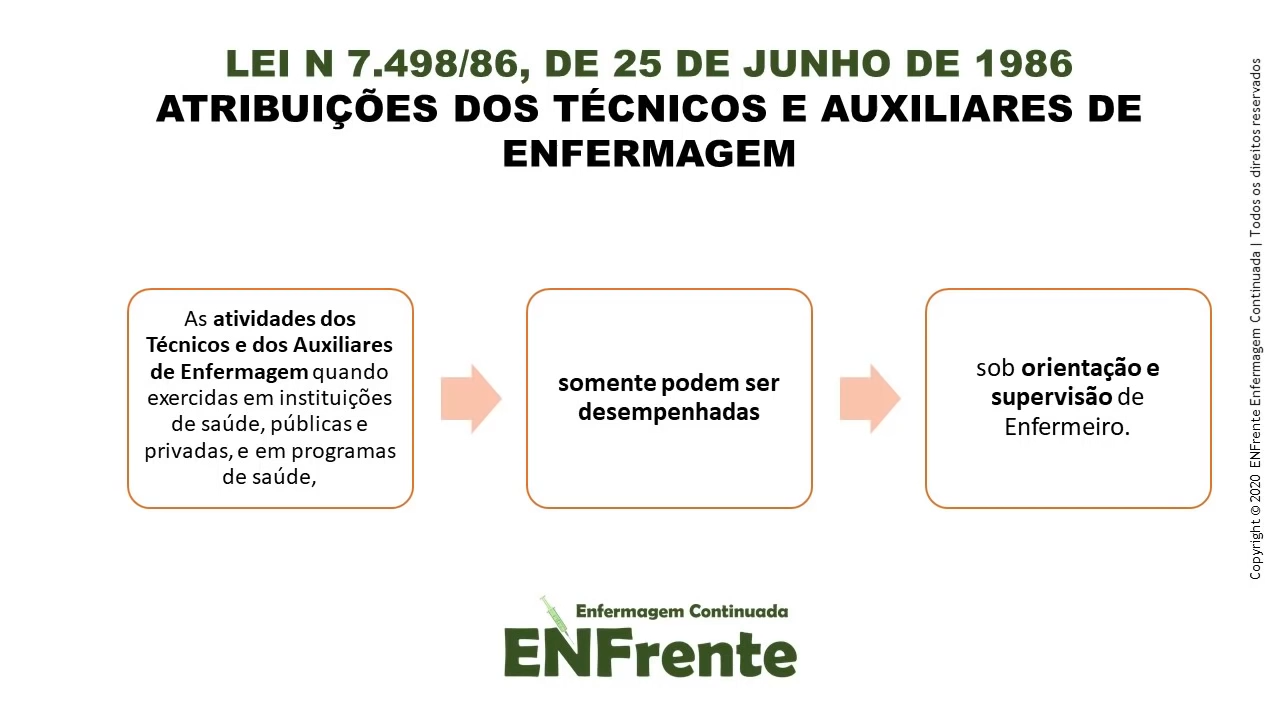 LEI N 7.498/86, DE 25 DE JUNHO DE 1986
ATRIBUIÇÕES DOS TÉCNICOS E AUXILIARES DE
ENFERMAGEM
As atividades dos
Técnicos e dos Auxiliares
de Enfermagem quando
exercidas em instituições
de saúde, públicas e
privadas, e em programas
de saúde,
somente podem ser
desempenhadas
sob orientação e
supervisão de
Enfermeiro.
Enfermagem Continuada
ENFrente
Copyright © 2020 ENFrente Enfermagem Continuada | Todos os direitos reservados